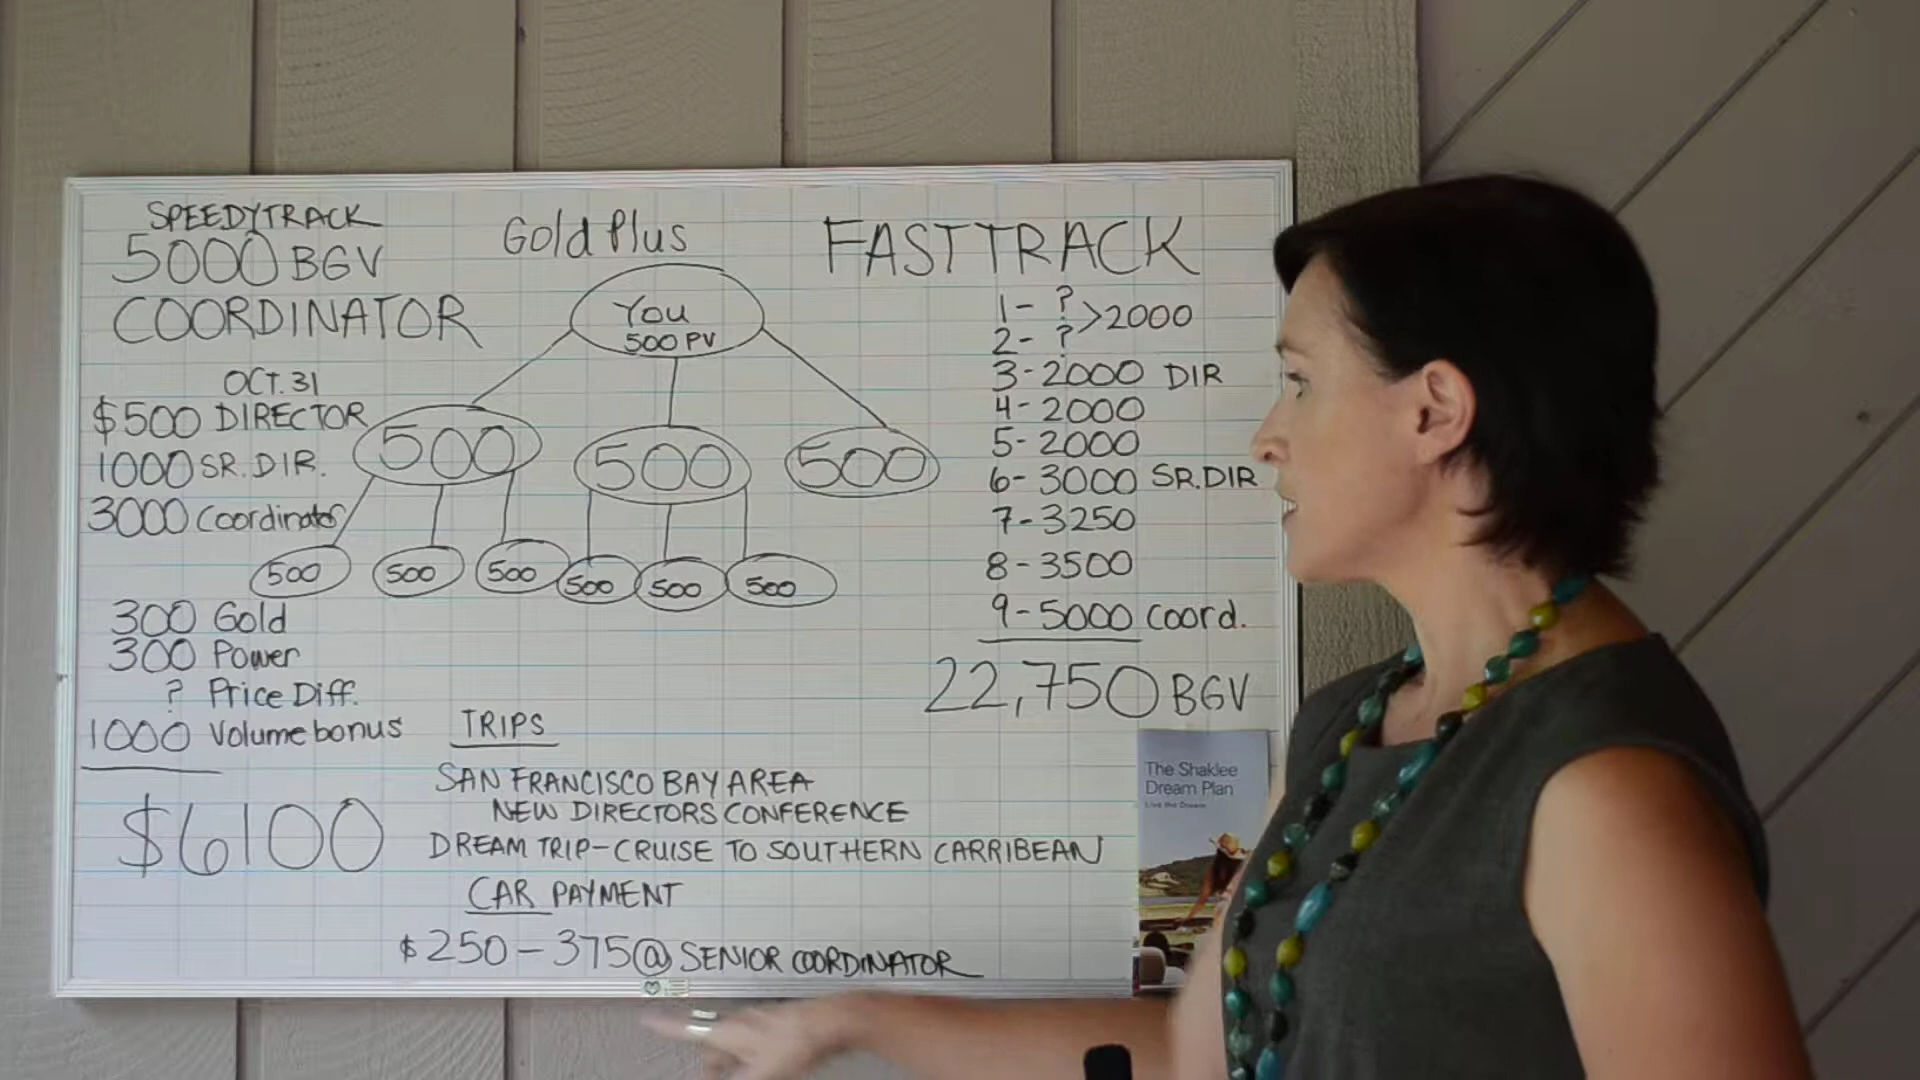 SPEEDYTRACK
5000 BGV
COORDINATOR
OCT. 31
$500 DIRECTOR
1000 SR. DIR.
3000 Coordinator
300 Gold
300 Power
? Price Diff.
1000 Volume bonus
$6100
Gold Plus
You
500 PV
500 500 500
500 500 500 500 500 500
FASTTRACK
1 - ?
2 - ? >2000
3 - 2000 DIR
4 - 2000
5 - 2000
6 - 3000 SR. DIR
7 - 3250
8 - 3500
9 - 5000 Coord.
22,750 BGV
TRIPS
SAN FRANCISCO BAY AREA
NEW DIRECTORS CONFERENCE
DREAM TRIP - CRUISE TO SOUTHERN CARRIBEAN
CAR PAYMENT
$250 - 375 @ SENIOR COORDINATOR
The Shaklee
Dream Plan
Live the Dream